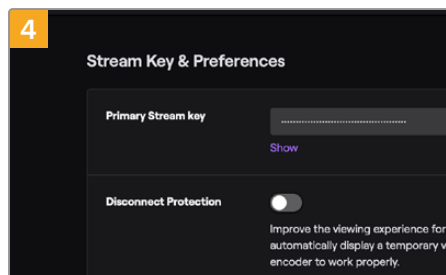 4
Stream Key & Preferences
Primary Stream key
Show
Disconnect Protection
Improve the viewing experience for
automatically display a temporary
encoder to work properly.